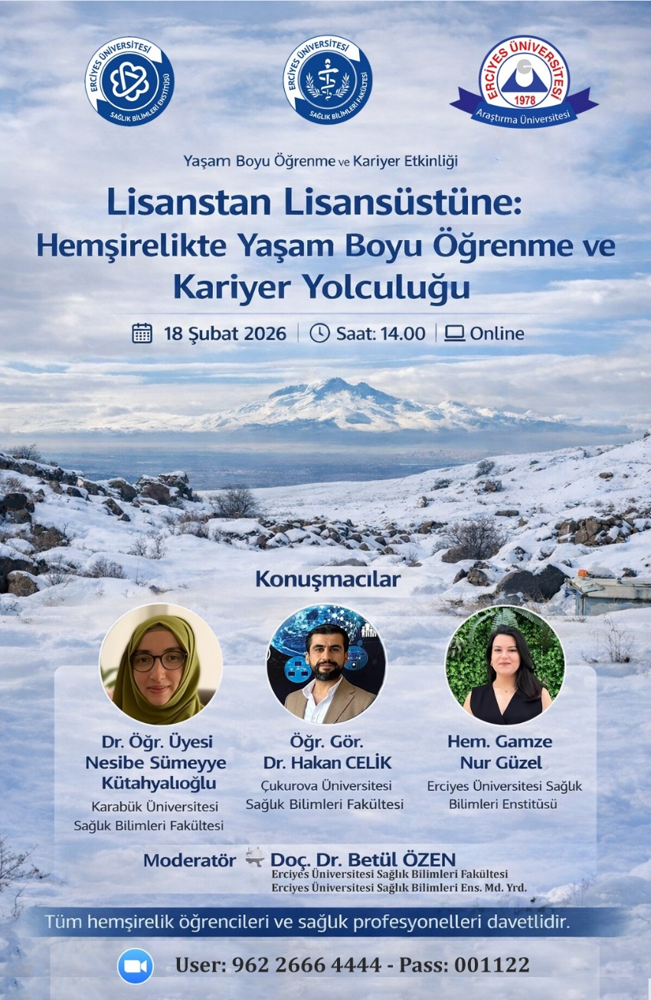 ERCİYES ÜNİVERSİTESİ
SAĞLIK BİLİMLERİ ENSTİTÜSÜ
ERCİYES ÜNİVERSİTESİ
SAĞLIK BİLİMLERİ FAKÜLTESİ
ERCİYES ÜNİVERSİTESİ
1978
Araştırma Üniversitesi
Yaşam Boyu Öğrenme ve Kariyer Etkinliği
Lisanstan Lisansüstüne:
Hemşirelikte Yaşam Boyu Öğrenme ve
Kariyer Yolculuğu
18 Şubat 2026 | Saat: 14.00 | Online
Konuşmacılar
Dr. Öğr. Üyesi
Nesibe Sümeyye
Kütahyalıoğlu
Karabük Üniversitesi
Sağluk Bilimleri Fakültesi
Öğr. Gör.
Dr. Hakan CELİK
Çukurova Üniversitesi
Sağluk Bilimleri Fakültesi
Hem. Gamze
Nur Güzel
Erciyes Üniversitesi Sağluk
Bilimleri Enstitüsü
Moderatör Doç. Dr. Betül ÖZEN
Erciyes Üniversitesi Sağlık Bilimleri Fakültesi
Erciyes Üniversitesi Sağlık Bilimleri Ens. Md. Yrd.
Tüm hemşirelik öğrencileri ve sağluk profesyonelleri davetlidir.
User: 962 2666 4444 - Pass: 001122